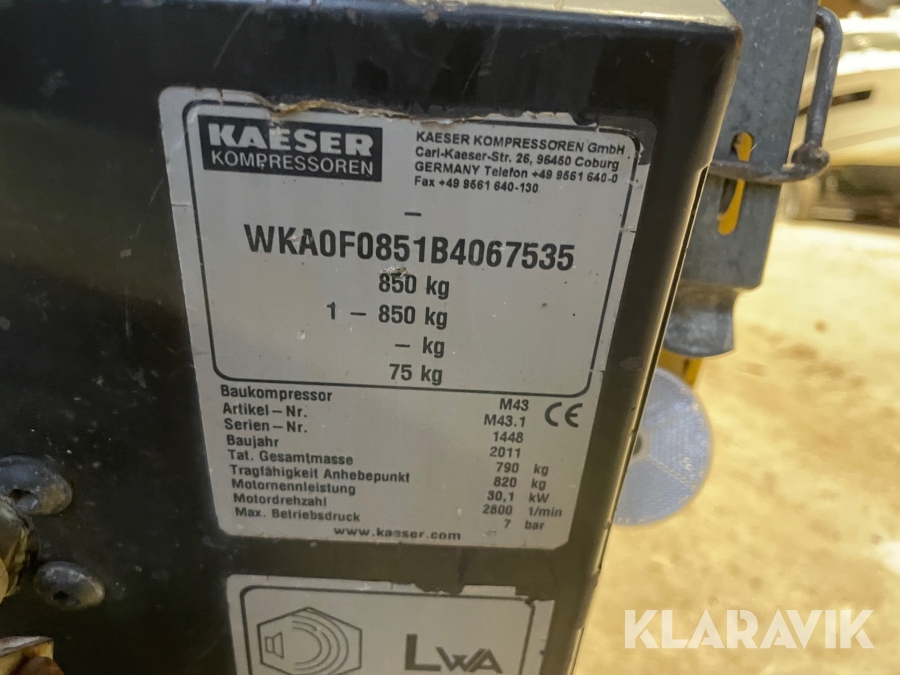 KAESER
KOMPRESSOREN
KAESER KOMPRESSOREN GmbH
Carl-Kaeser-Str. 26, 96450 Coburg
GERMANY Telefon +49 9561 640-0
Fax +49 9561 640-130
–
WKA0F0851B4067535
850 kg
1 – 850 kg
– kg
75 kg
Baukompressor M43
Artikel-Nr. M43.1
Serien-Nr. 1448
Baujahr 2011
Tat. Gesamtmasse 790 kg
Tragfähigkeit Anhebepunkt 820 kg
Motornennleistung 30,1 kW
Motordrehzahl 2800 1/min
Max. Betriebsdruck 7 bar
CE
www.kaeser.com
LWA
KLARAVIK